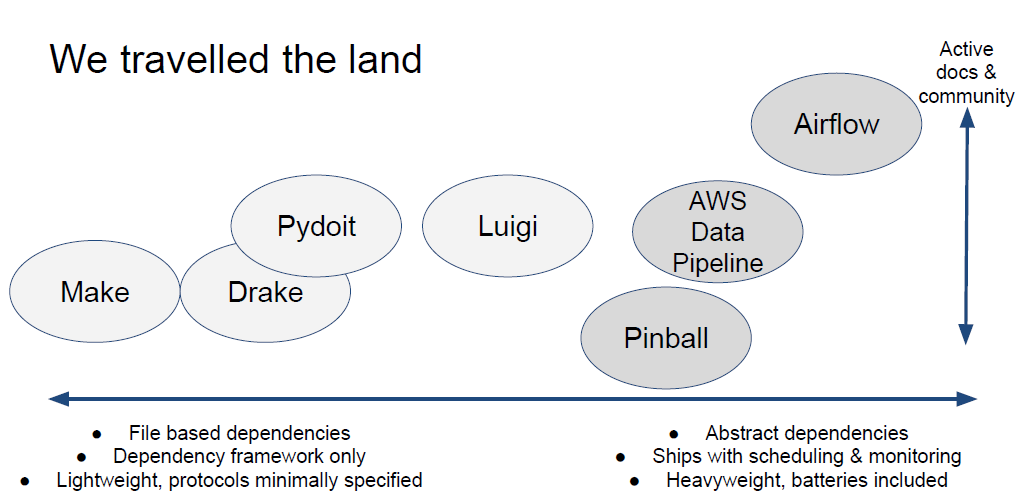 We travelled the land
Active
docs &
community
Airflow
Pydoit
Luigi
AWS
Data
Pipeline
Make
Drake
Pinball
● File based dependencies
● Dependency framework only
● Lightweight, protocols minimally specified
● Abstract dependencies
● Ships with scheduling & monitoring
● Heavyweight, batteries included